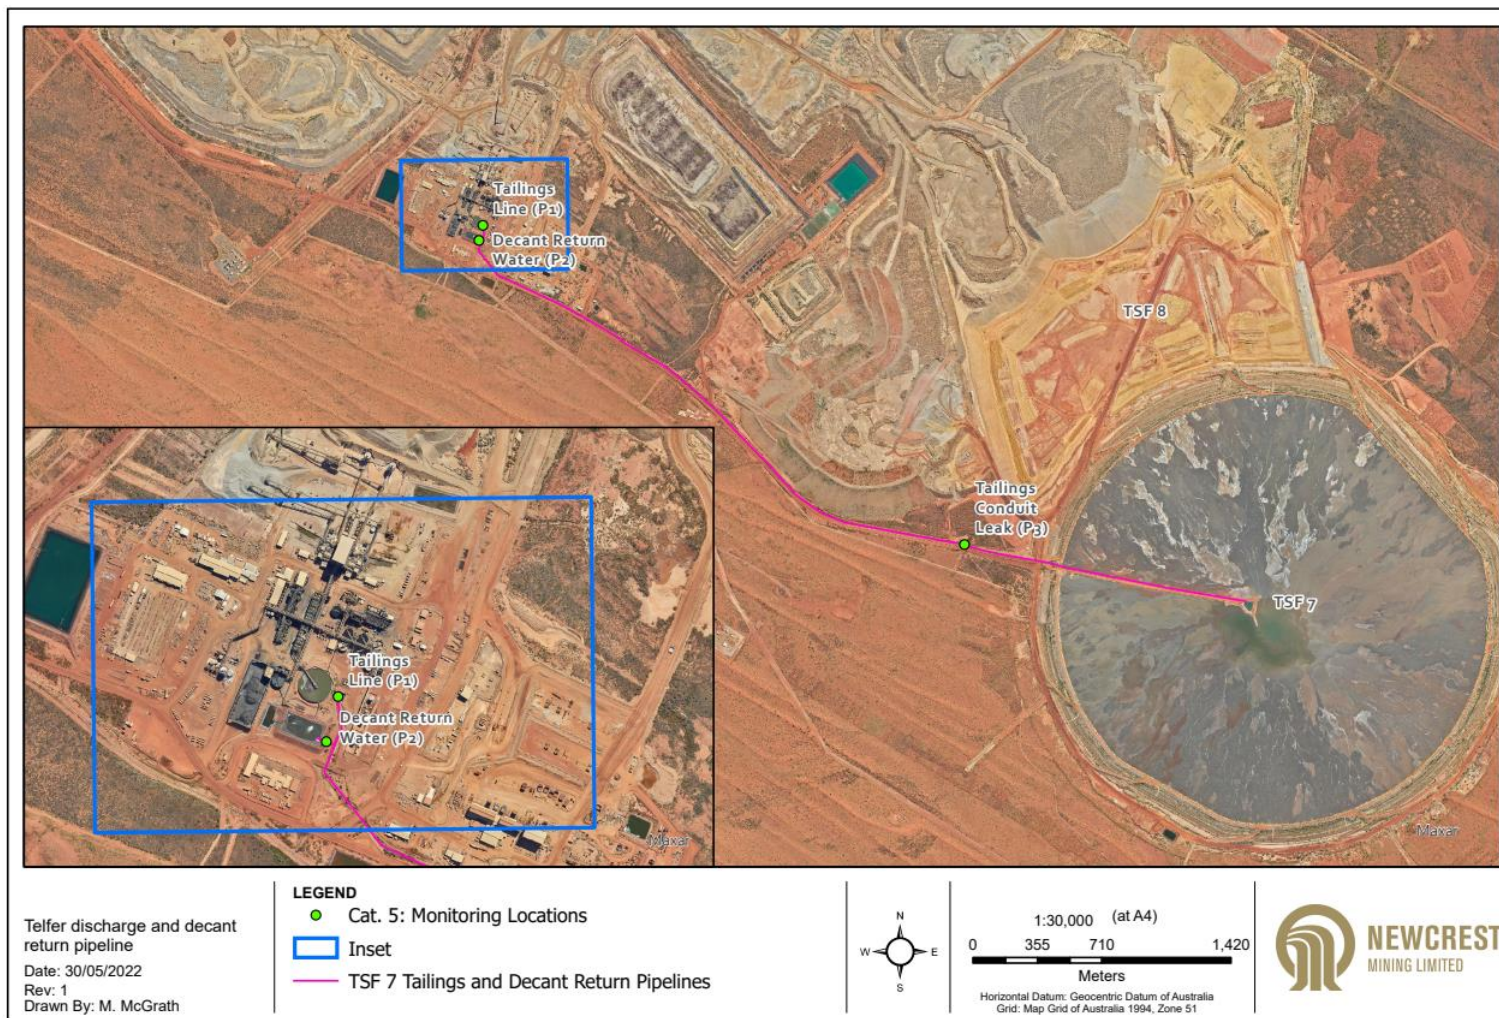 Tailings
Line (P1)
Decant Return
Water (P2)
TSF 8
Tailings
Conduit
Leak (P3)
TSF 7
Maxar
Tailings
Line (P1)
Decant Return
Water (P2)
Maxar
Telfer discharge and decant
return pipeline
Date: 30/05/2022
Rev: 1
Drawn By: M. McGrath
LEGEND
Cat. 5: Monitoring Locations
Inset
TSF 7 Tailings and Decant Return Pipelines
N
W E
S
1:30,000 (at A4)
0 355 710 1,420
Meters
Horizontal Datum: Geocentric Datum of Australia
Grid: Map Grid of Australia 1994, Zone 51
NEWCREST
MINING LIMITED